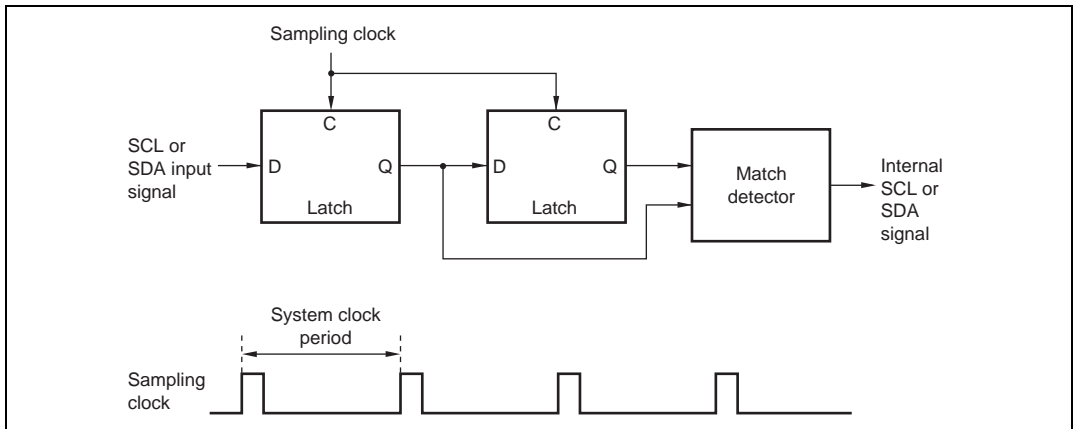 Sampling clock
SCL or
SDA input
signal
D
C
Q
Latch
D
C
Q
Latch
Match
detector
Internal
SCL or
SDA
signal
System clock
period
Sampling
clock